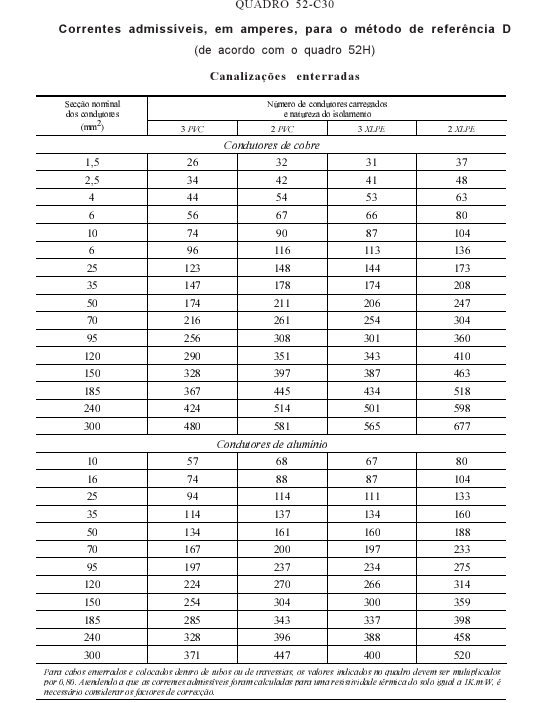 QUADRO 52-C30
Correntes admissíveis, em amperes, para o método de referência D
(de acordo com o quadro 52H)
Canalizações enterradas
Secção nominal dos condutores (mm²)
Número de condutores carregados e natureza do isolamento
3 PVC 2 PVC 3 XLPE 2 XLPE
Condutores de cobre
1,5 26 32 31 37
2,5 34 42 41 48
4 44 54 53 63
6 56 67 66 80
10 74 90 87 104
6 96 116 113 136
25 123 148 144 173
35 147 178 174 208
50 174 211 206 247
70 216 261 254 304
95 256 308 301 360
120 290 351 343 410
150 328 397 387 463
185 367 445 434 518
240 424 514 501 598
300 480 581 565 677
Condutores de alumínio
10 57 68 67 80
16 74 88 87 104
25 94 114 111 133
35 114 137 134 160
50 134 161 160 188
70 167 200 197 233
95 197 237 234 275
120 224 270 266 314
150 254 304 300 359
185 285 343 337 398
240 328 396 388 458
300 371 447 400 520
Para cabos enterrados e colocados dentro de tubos ou de travessias, os valores indicados no quadro devem ser multiplicados
por 0,80. Atendendo a que as correntes admissíveis foram calculadas para uma resistividade térmica do solo igual a 1K.m/W, é
necessário considerar os factores de correcção.